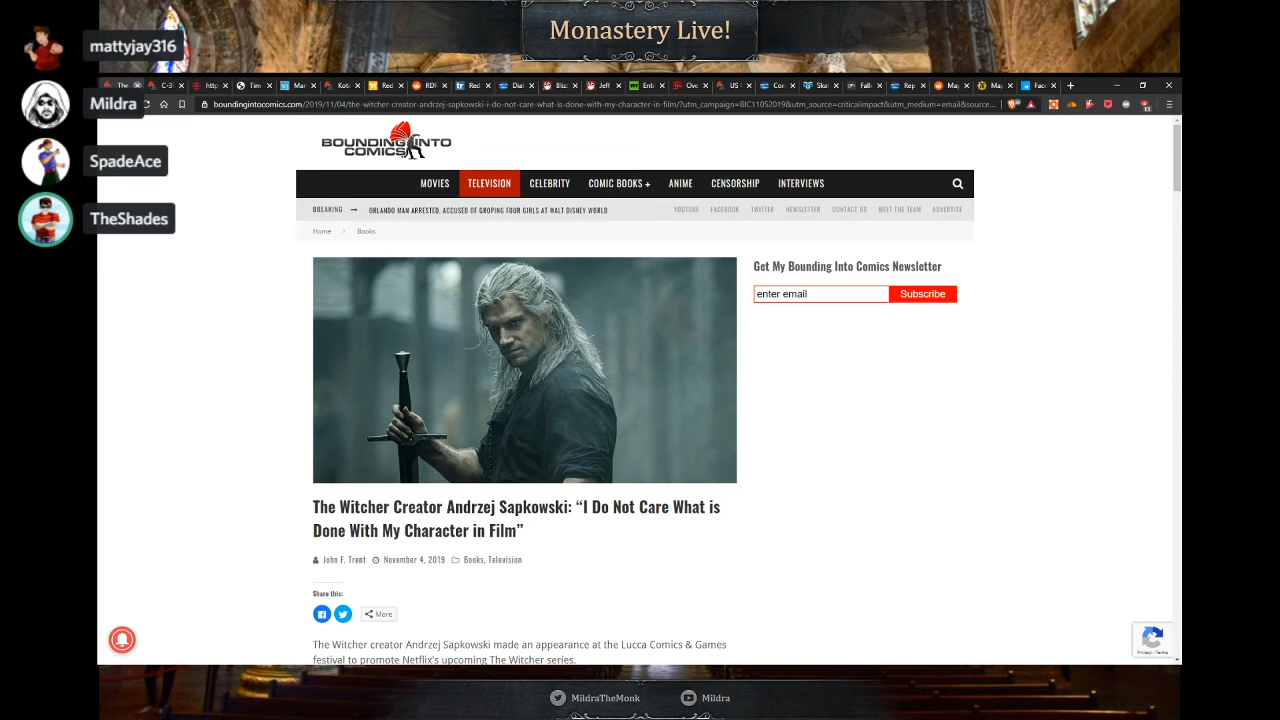 Monastery Live!
mattyjay316
Mildra
SpadeAce
TheShades
boundingintocomics.com/2019/11/04/the-witcher-creator-andrzej-sapkowski-i-do-not-care-what-is-done-with-my-character-in-film/?utm_campaign=BIC11052019&utm_source=criticalimpact&utm_medium=email&source...
BOUNDING INTO
COMICS
MOVIES TELEVISION CELEBRITY COMIC BOOKS + ANIME CENSORSHIP INTERVIEWS
BREAKING → ORLANDO MAN ARRESTED, ACCUSED OF GROPING FOUR GIRLS AT WALT DISNEY WORLD YOUTUBE FACEBOOK TWITTER NEWSLETTER CONTACT US MEET THE TEAM ADVERTISE
Home > Books
Get My Bounding Into Comics Newsletter
enter email Subscribe
The Witcher Creator Andrzej Sapkowski: “I Do Not Care What is
Done With My Character in Film”
John F. Trent November 4, 2019 Books, Television
Share this:
More
The Witcher creator Andrzej Sapkowski made an appearance at the Lucca Comics & Games
festival to promote Netflix's upcoming The Witcher series.
Privacy - Terms
MildraTheMonk Mildra